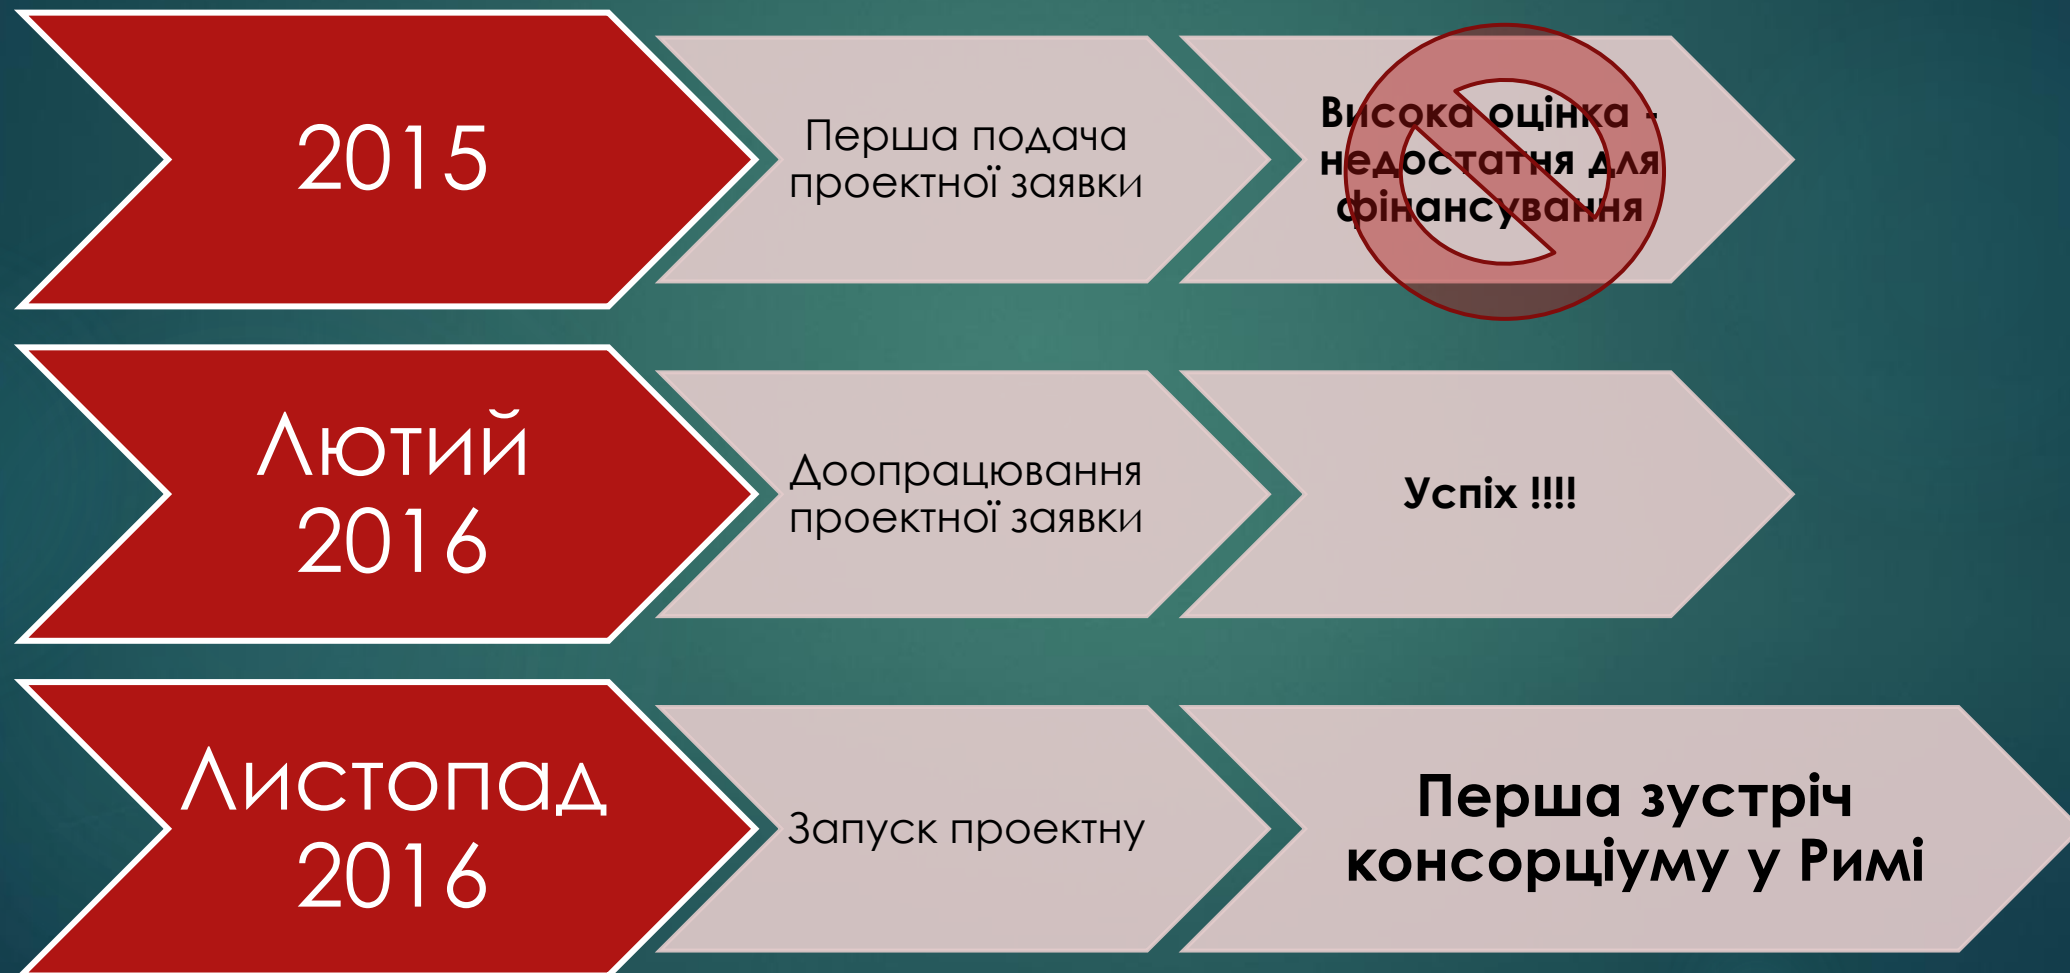 2015
Перша подача
проектної заявки
Висока оцінка -
недостатня для
фінансування
Лютий
2016
Доопрацювання
проектної заявки
Успіх !!!!
Листопад
2016
Запуск проектну
Перша зустріч
консорціуму у Римі